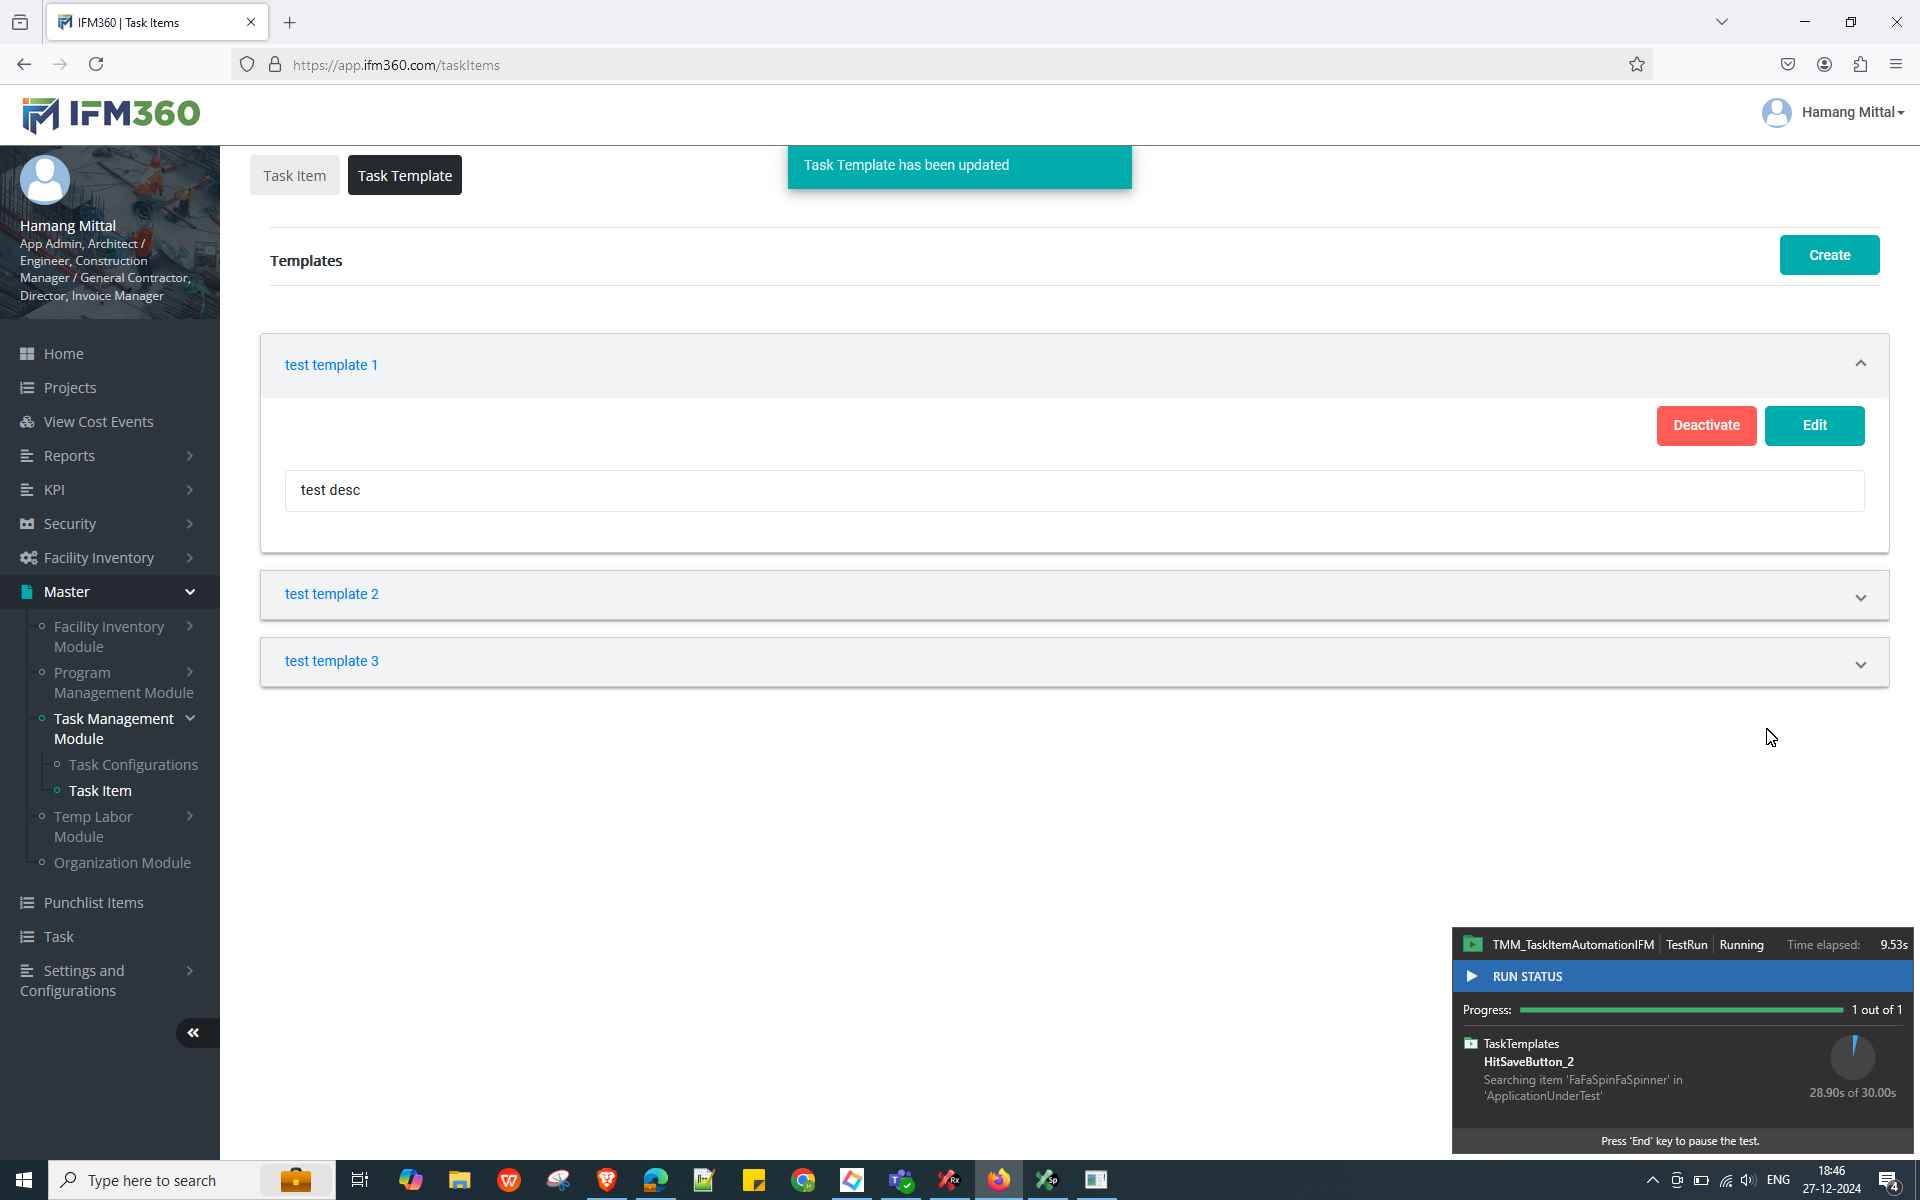 IFM360 | Task Items
https://app.ifm360.com/taskItems
IFM360
Hamang Mittal
Hamang Mittal
App Admin, Architect /
Engineer, Construction
Manager / General Contractor,
Director, Invoice Manager
Home
Projects
View Cost Events
Reports
KPI
Security
Facility Inventory
Master
Facility Inventory
Module
Program
Management Module
Task Management
Module
Task Configurations
Task Item
Temp Labor
Module
Organization Module
Punchlist Items
Task
Settings and
Configurations
Task Item
Task Template
Task Template has been updated
Templates
Create
test template 1
Deactivate
Edit
test desc
test template 2
test template 3
TMM_TaskItemAutomationIFM
TestRun
Running
Time elapsed:
9.53s
RUN STATUS
Progress:
1 out of 1
TaskTemplates
HitSaveButton_2
Searching item 'FaFaSpinFaSpinner' in
'ApplicationUnderTest'
28.90s of 30.00s
Press 'End' key to pause the test.
Type here to search
Rx
Sp
ENG
18:46
27-12-2024
4